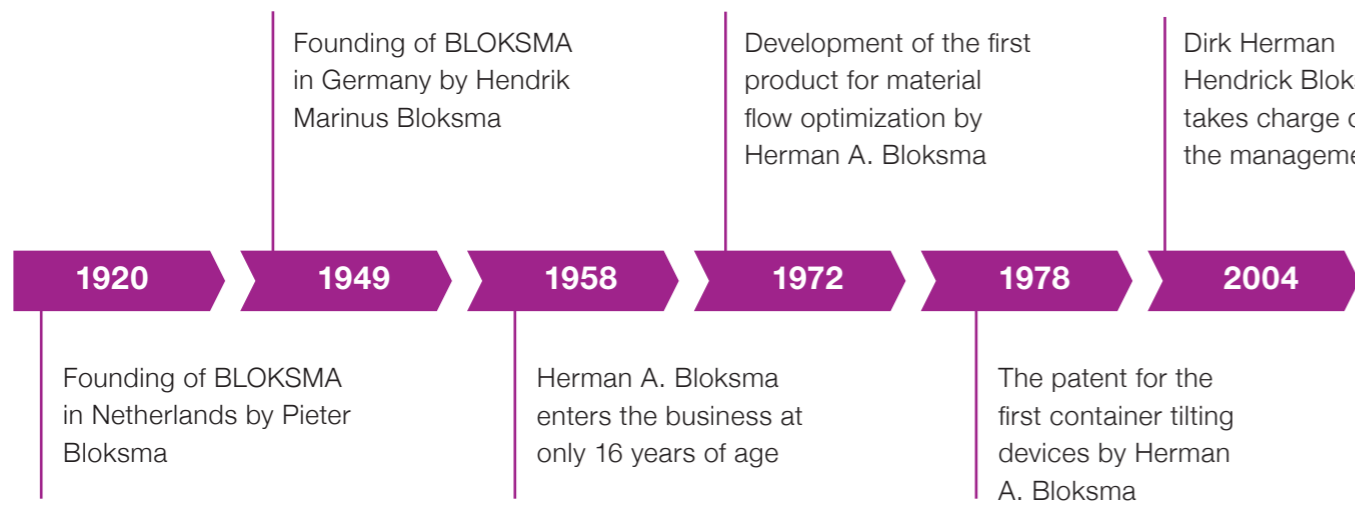 Founding of BLOKSMA
in Germany by Hendrik
Marinus Bloksma
Development of the first
product for material
flow optimization by
Herman A. Bloksma
Dirk Herman
Hendrick
takes charge
the
1920
1949
1958
1972
1978
2004
Founding of BLOKSMA
in Netherlands by Pieter
Bloksma
Herman A. Bloksma
enters the business at
only 16 years of age
The patent for the
first container tilting
devices by Herman
A. Bloksma